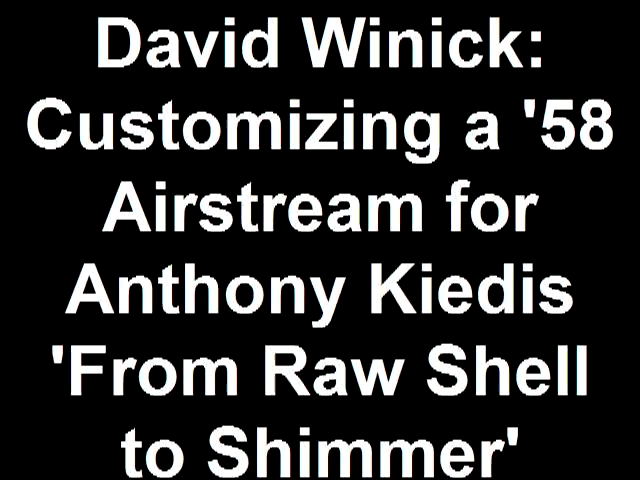 David Winick:
Customizing a '58
Airstream for
Anthony Kiedis
'From Raw Shell
to Shimmer'